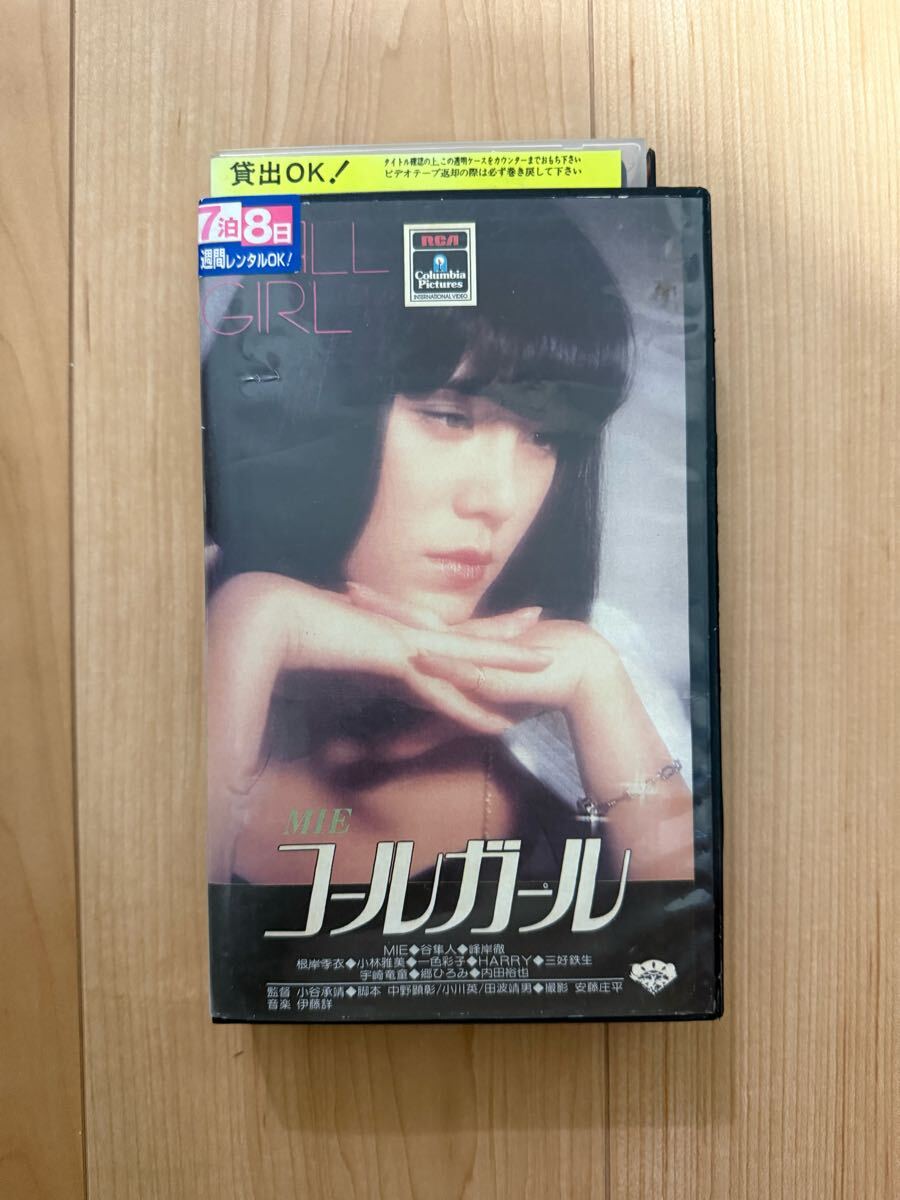 貸出OK!
タイトル確認の上、この透明ケースをカウンターまでおもち下さい
ビデオテープ返却の際は必ず巻き戻して下さい
7泊8日
週間レンタルOK!
GIRL
RCA
Columbia
Pictures
INTERNATIONAL VIDEO
MIE
コールガール
MIE◆谷隼人◆峰岸徹
根岸季衣◆小林雅美◆一色彩子◆HARRY◆三好鉄生
宇崎竜童◆郷ひろみ◆内田裕也
監督 小谷承靖◆脚本 中野顕彰/小川英/田波靖男◆撮影 安藤庄平
音楽 伊藤詳